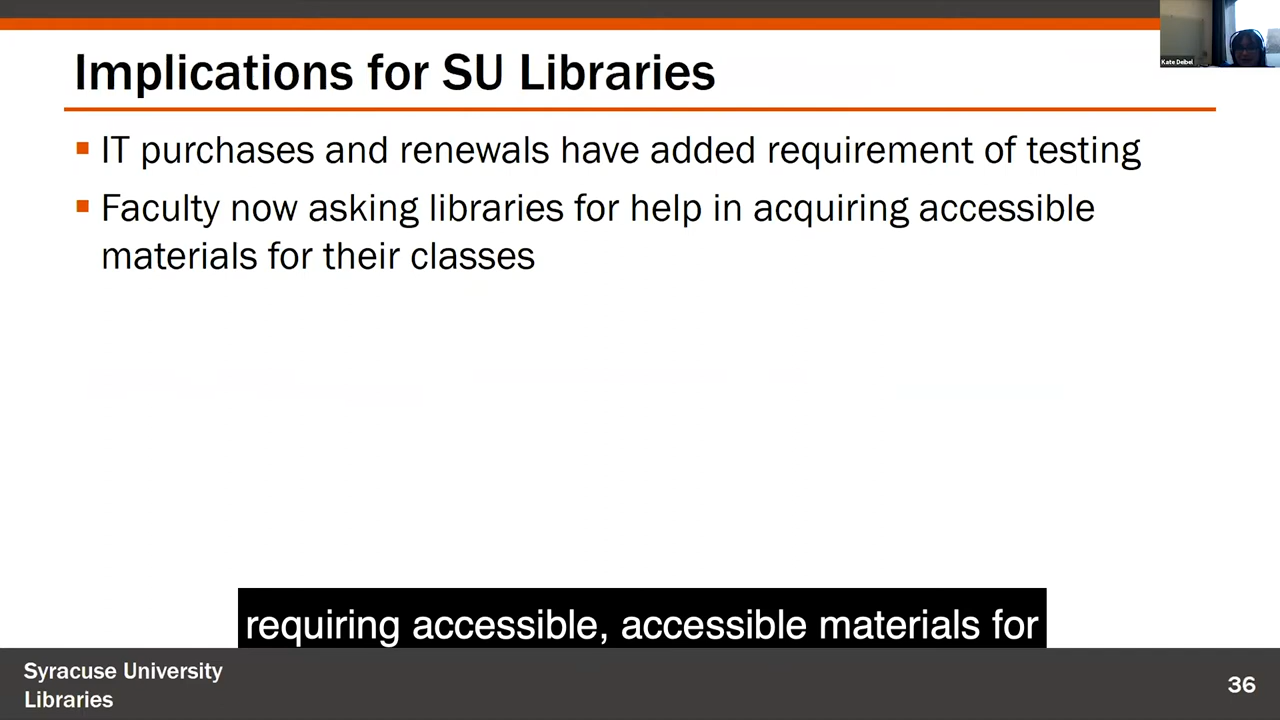 Implications for SU Libraries
Kate Deibel
IT purchases and renewals have added requirement of testing
Faculty now asking libraries for help in acquiring accessible
materials for their classes
requiring accessible, accessible materials for
Syracuse University
Libraries
36